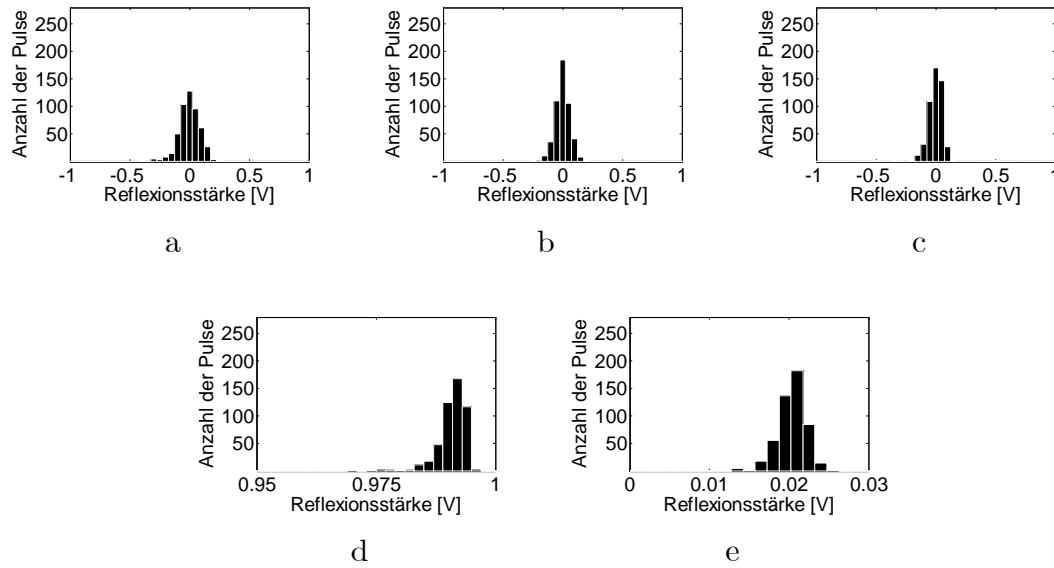 Anzahl der Pulse
250
200
150
100
50
-1 -0.5 0 0.5 1
Reflexionsstärke [V]
a
Anzahl der Pulse
250
200
150
100
50
-1 -0.5 0 0.5 1
Reflexionsstärke [V]
b
Anzahl der Pulse
250
200
150
100
50
-1 -0.5 0 0.5 1
Reflexionsstärke [V]
c
Anzahl der Pulse
250
200
150
100
50
0.95 0.975 1
Reflexionsstärke [V]
d
Anzahl der Pulse
250
200
150
100
50
0 0.01 0.02 0.03
Reflexionsstärke [V]
e